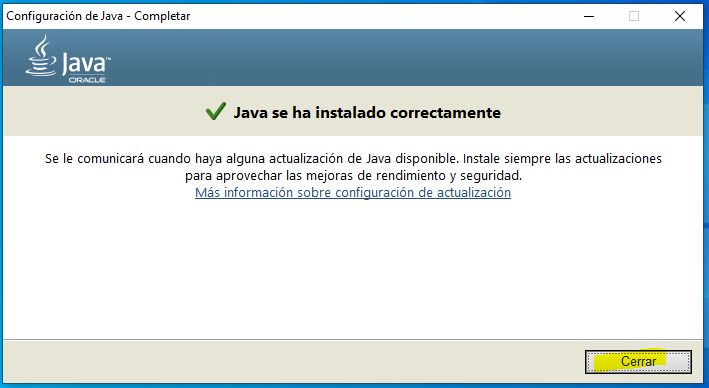 Configuración de Java - Completar
Java™
ORACLE
Java se ha instalado correctamente
Se le comunicará cuando haya alguna actualización de Java disponible. Instale siempre las actualizaciones
para aprovechar las mejoras de rendimiento y seguridad.
Más información sobre configuración de actualización
Cerrar